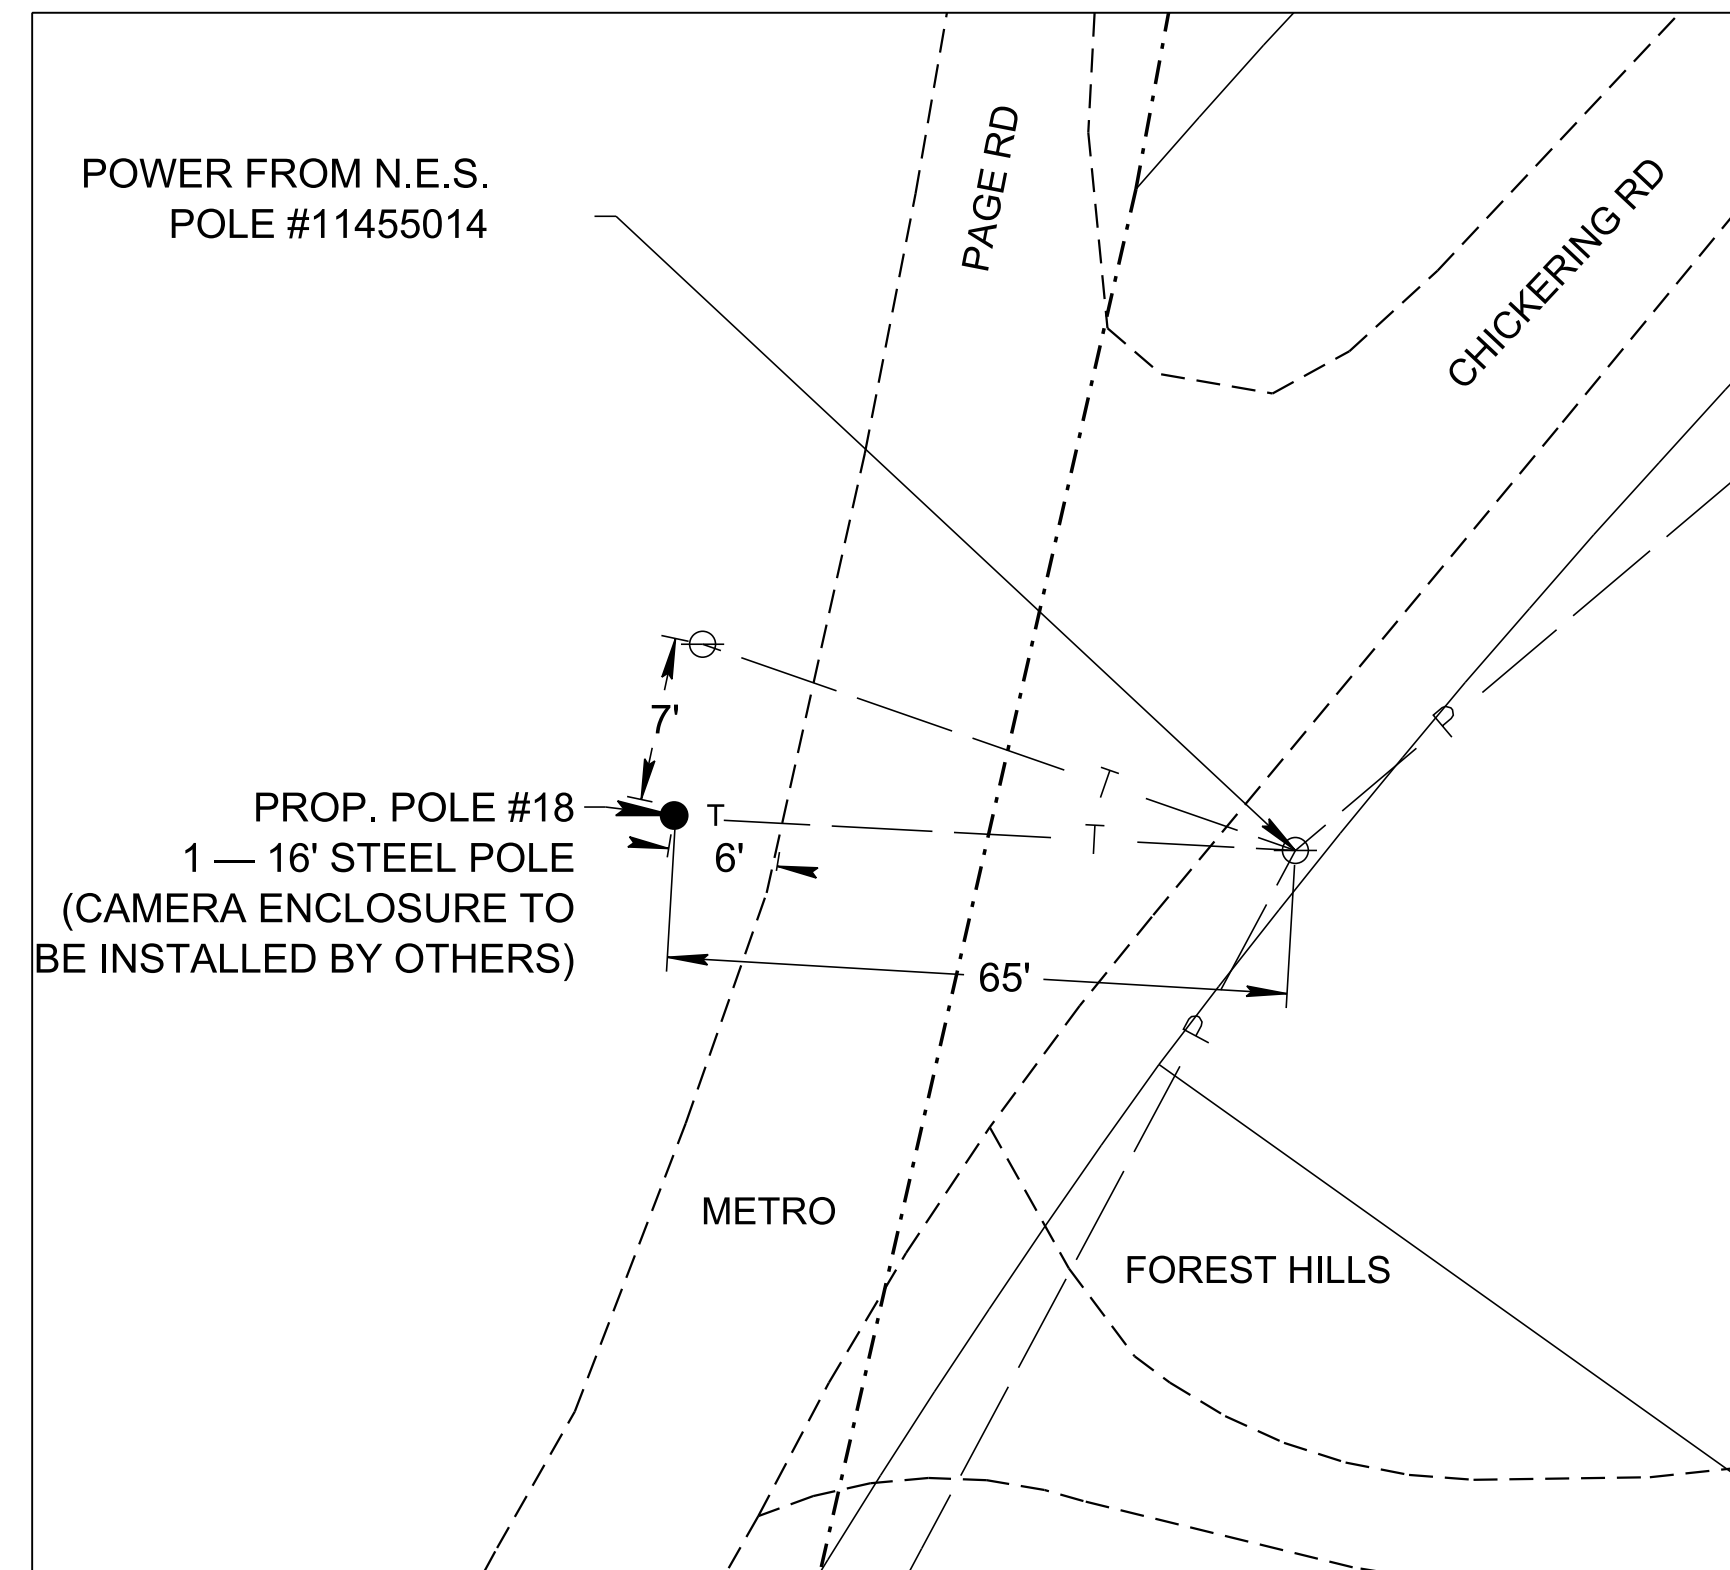 POWER FROM N.E.S.
POLE #11455014
PAGE RD
CHICKERING RD
7'
PROP. POLE #18
1 — 16' STEEL POLE
(CAMERA ENCLOSURE TO
BE INSTALLED BY OTHERS)
T
T
T
6'
65'
P
P
METRO
FOREST HILLS